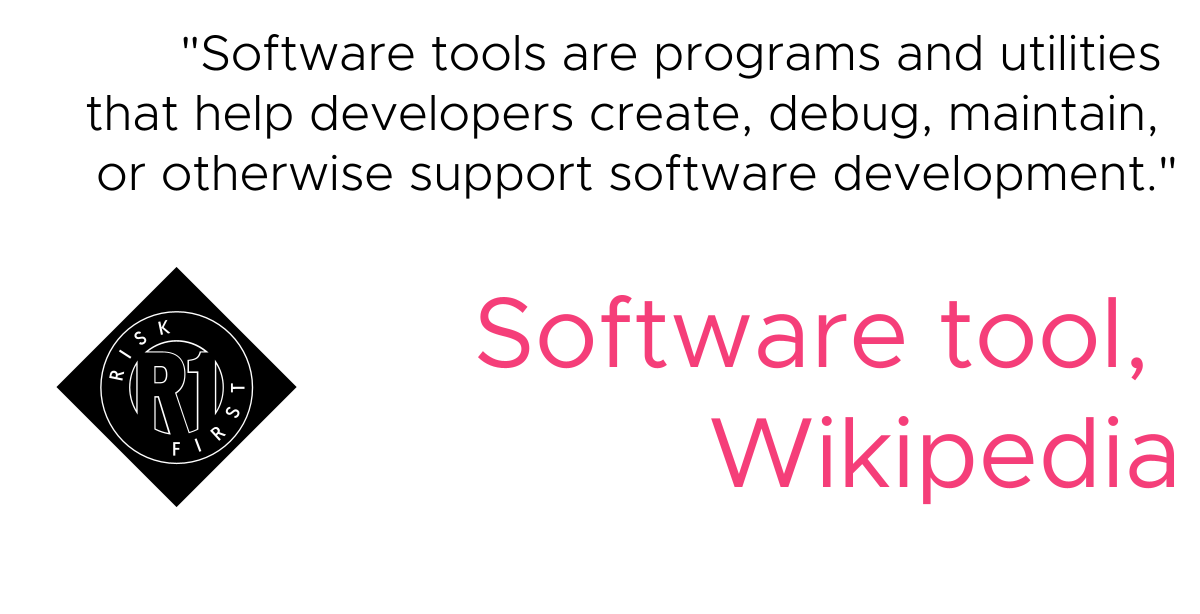 "Software tools are programs and utilities
that help developers create, debug, maintain,
or otherwise support software development."
RISK
R1
FIRST
Software tool,
Wikipedia